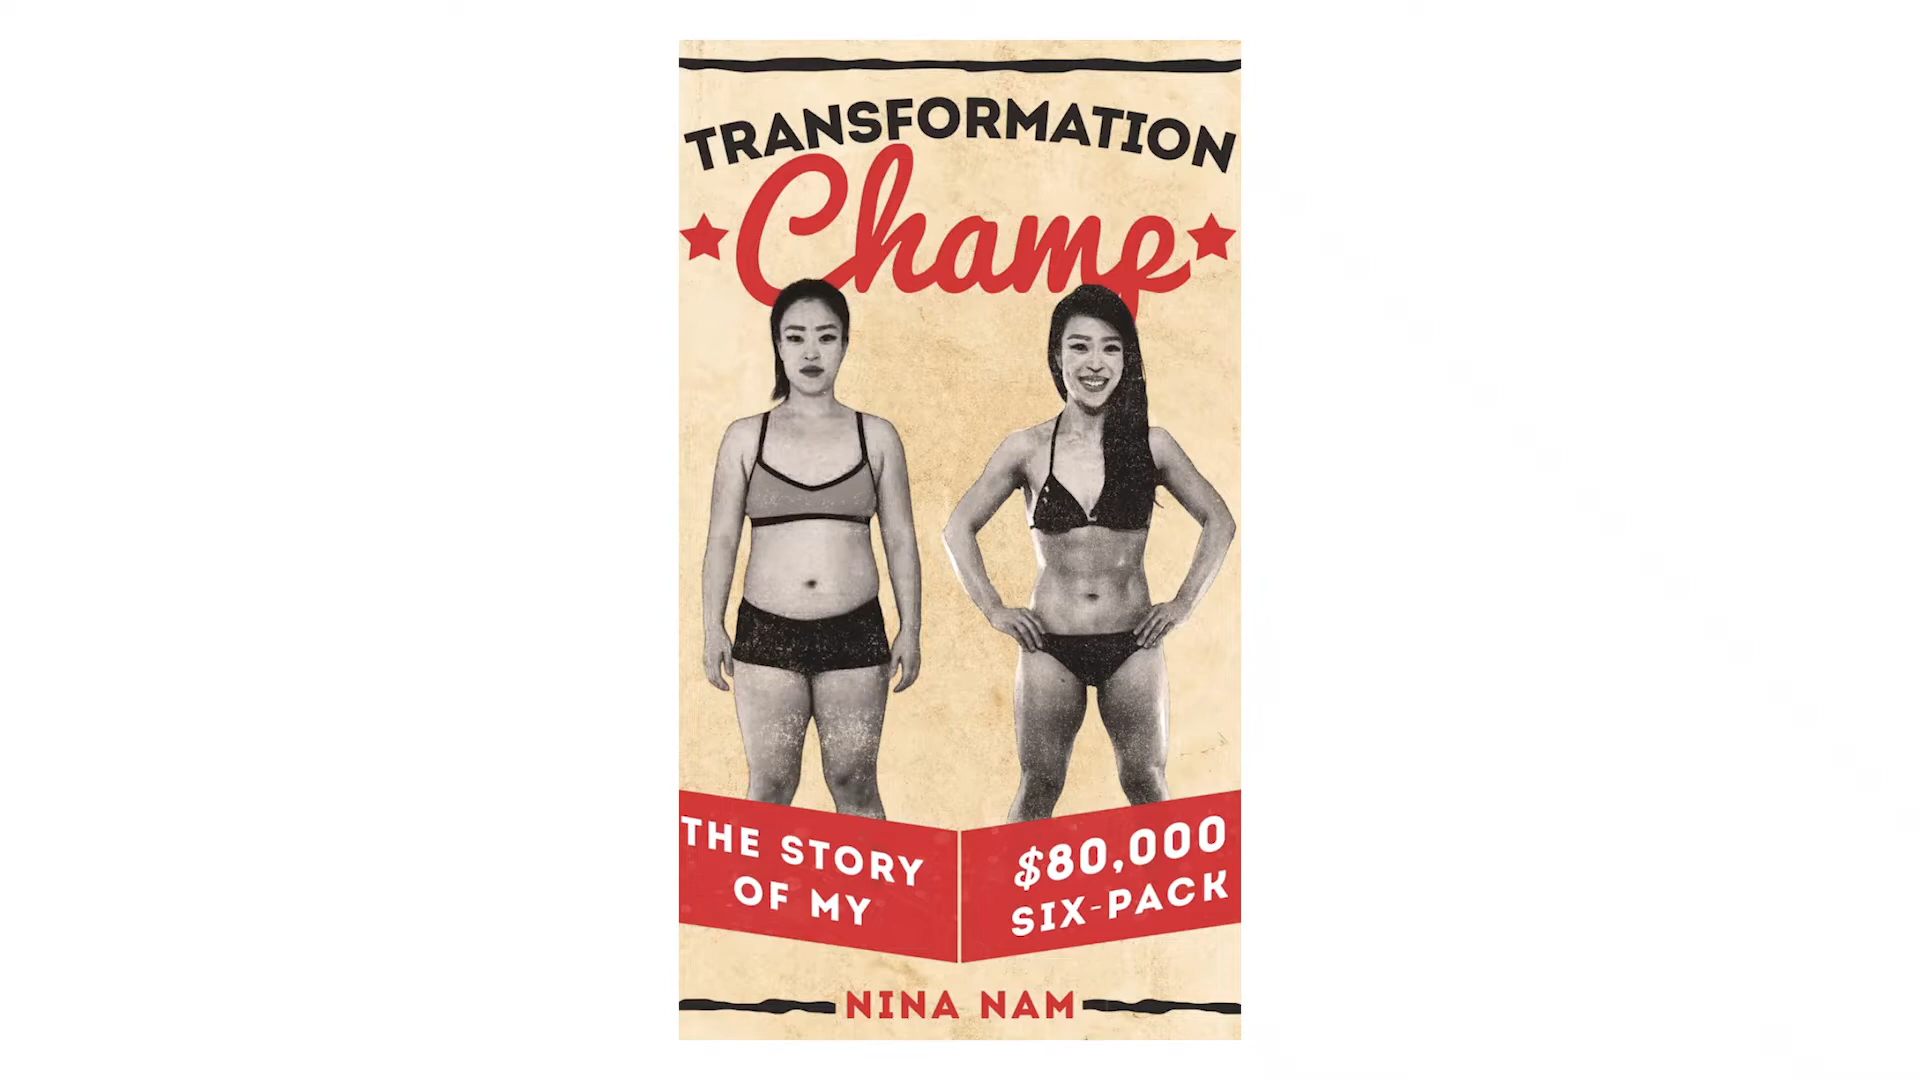 TRANSFORMATION
Champ
THE STORY
OF MY
$80,000
SIX-PACK
NINA NAM